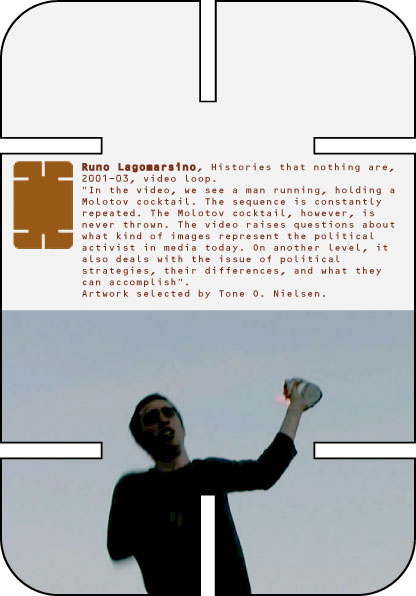 Runo Lagomarsino, Histories that nothing are,
2001-03, video loop.
"In the video, we see a man running, holding a
Molotov cocktail. The sequence is constantly
repeated. The Molotov cocktail, however, is
never thrown. The video raises questions about
what kind of images represent the political
activist in media today. On another level, it
also deals with the issue of political
strategies, their differences, and what they
can accomplish".
Artwork selected by Tone O. Nielsen.